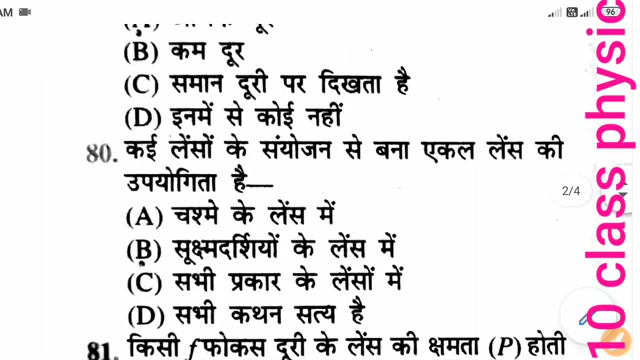 AM 96
(B) कम दूर
(C) समान दूरी पर दिखता है
(D) इनमें से कोई नहीं
80. कई लेंसों के संयोजन से बना एकल लेंस की
उपयोगिता है—
(A) चश्मे के लेंस में
(B) सूक्ष्मदर्शियों के लेंस में
(C) सभी प्रकार के लेंसों में
(D) सभी कथन सत्य है
81. किसी f फोकस दूरी के लेंस की क्षमता (P) होती
2/4
10 class physic